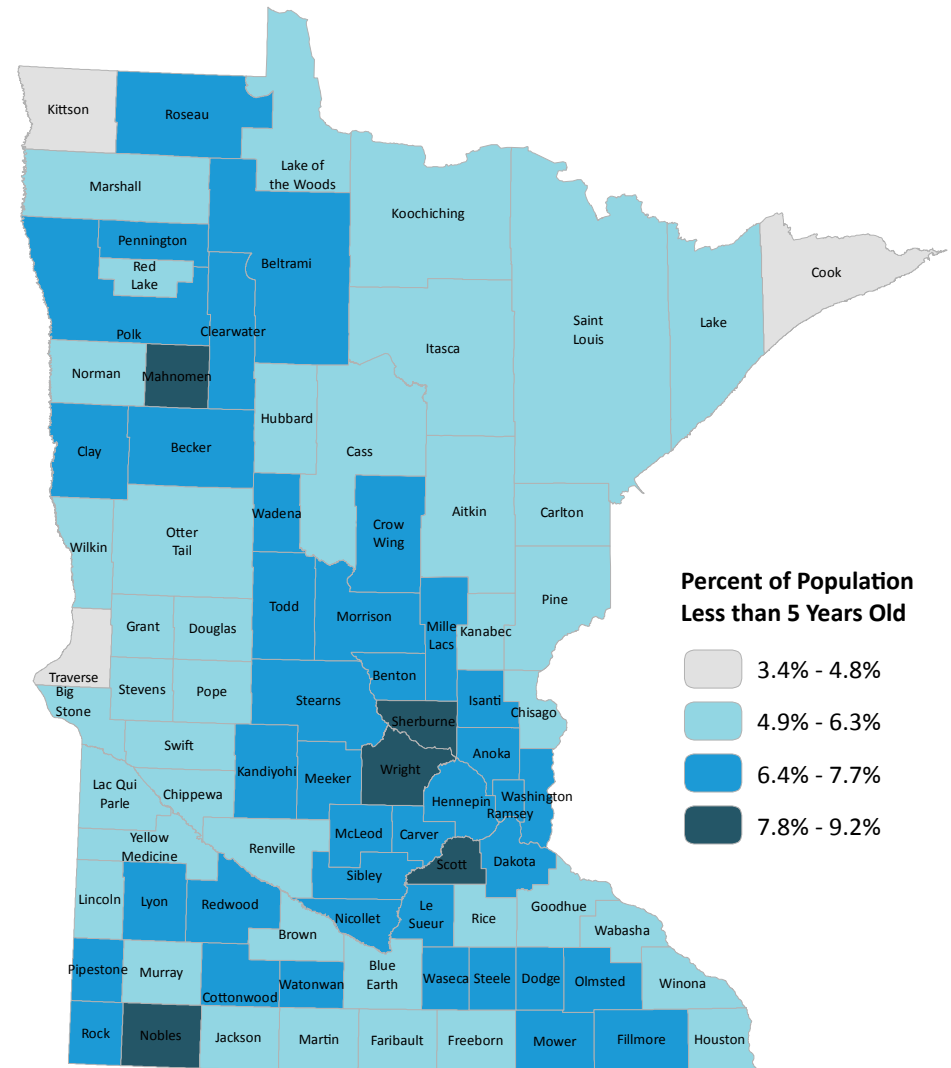 Kittson
Roseau
Lake of
the Woods
Marshall
Koochiching
Pennington
Beltrami
Red
Lake
Cook
Saint
Louis
Lake
Clearwater
Polk
Itasca
Norman
Mahnomen
Hubbard
Cass
Clay
Becker
Wadena
Crow
Wing
Aitkin
Carlton
Otter
Tail
Wilkin
Todd
Morrison
Mille
Lacs
Kanabec
Pine
Grant
Douglas
Traverse
Big
Stone
Stevens
Pope
Stearns
Benton
Isanti
Chisago
Sherburne
Swift
Anoka
Kandiyohi
Meeker
Wright
Lac Qui
Parle
Chippewa
Hennepin
Washington
Ramsey
Yellow
Medicine
Renville
McLeod
Carver
Scott
Dakota
Sibley
Lincoln
Lyon
Redwood
Nicollet
Le
Sueur
Rice
Goodhue
Wabasha
Brown
Pipestone
Murray
Cottonwood
Watonwan
Blue
Earth
Waseca
Steele
Dodge
Olmsted
Winona
Rock
Nobles
Jackson
Martin
Faribault
Freeborn
Mower
Fillmore
Houston
Percent of Population
Less than 5 Years Old
3.4% - 4.8%
4.9% - 6.3%
6.4% - 7.7%
7.8% - 9.2%